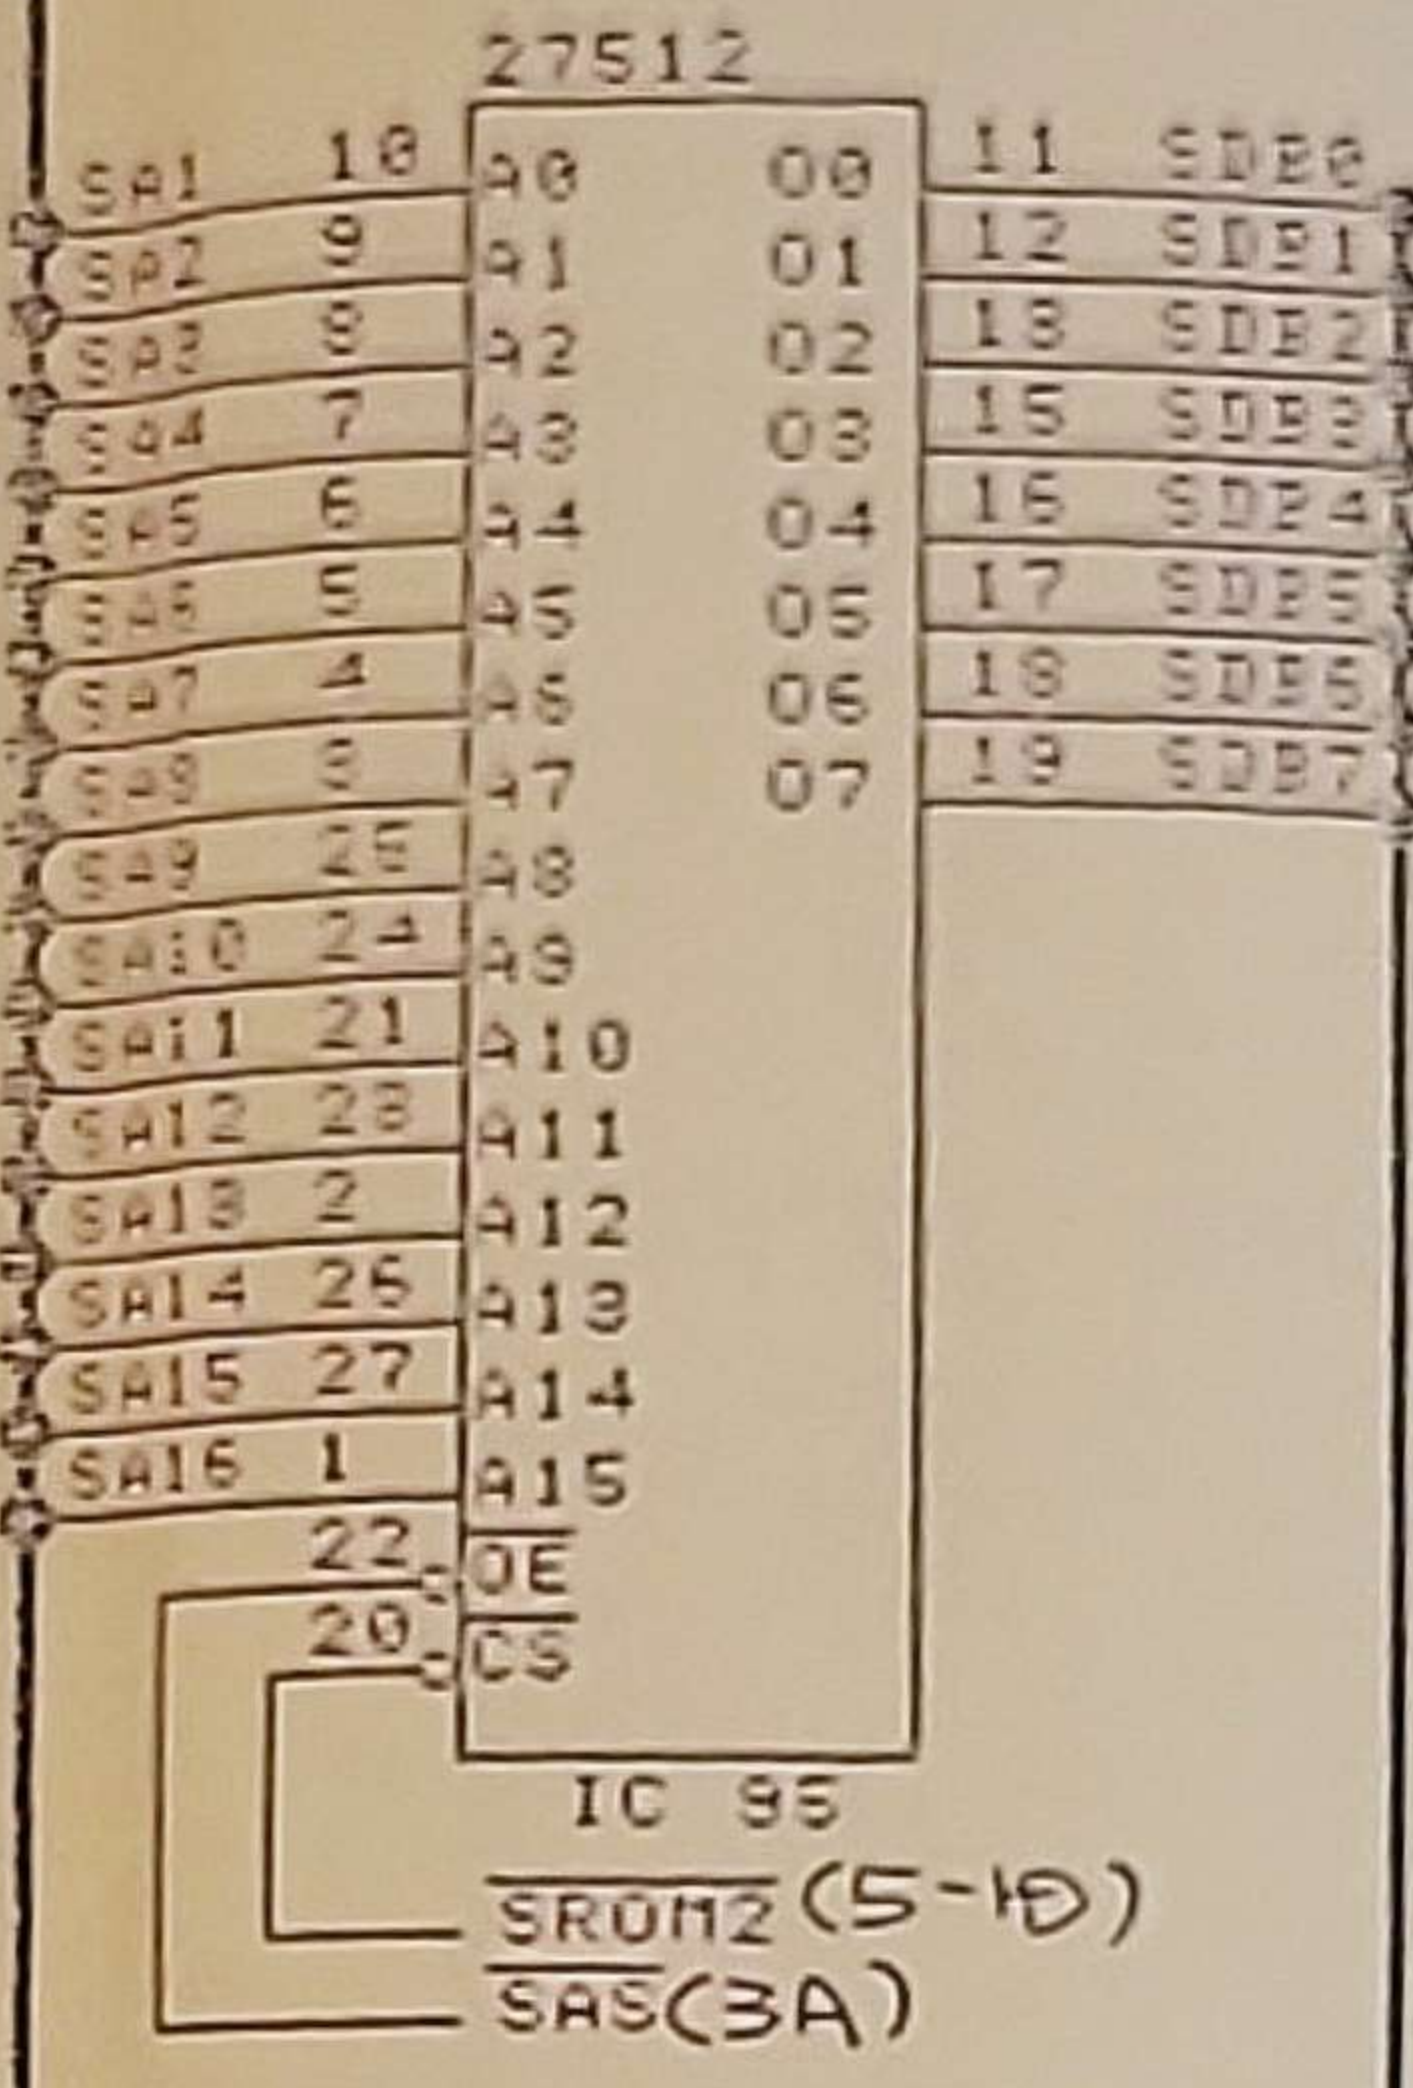 27512
SA1 10 A0 O0 11 SDB0
SA2 9 A1 O1 12 SDB1
SA3 8 A2 O2 13 SDB2
SA4 7 A3 O3 15 SDB3
SA5 6 A4 O4 16 SDB4
SA6 5 A5 O5 17 SDB5
SA7 4 A6 O6 18 SDB6
SA8 3 A7 O7 19 SDB7
SA9 25 A8
SA10 24 A9
SA11 21 A10
SA12 23 A11
SA13 2 A12
SA14 26 A13
SA15 27 A14
SA16 1 A15
22 OE
20 CS
IC
SROM2 (5-1D)
SAS (3A)